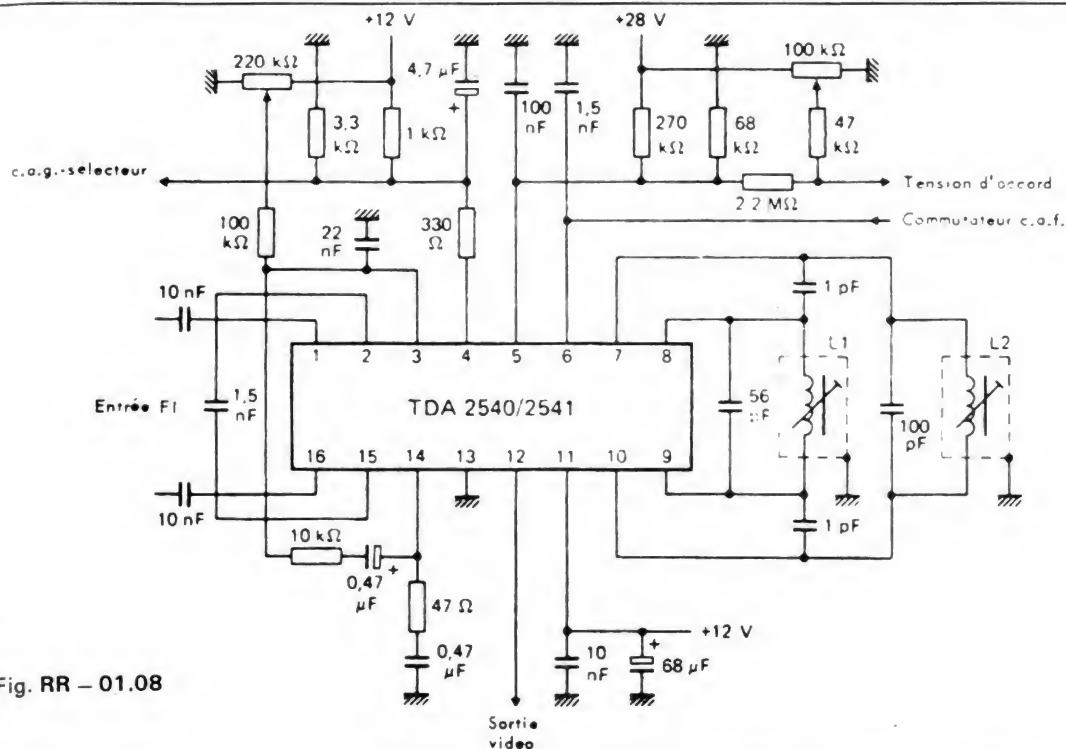 +12 V
+28 V
220 kΩ
4,7 µF
+
100 kΩ
3,3
kΩ
1 kΩ
100
nF
1,5
nF
270
kΩ
68
kΩ
47
kΩ
c.a.g.-sélecteur
Tension d'accord
2,2 MΩ
Commutateur c.a.f.
100
kΩ
22
nF
330
Ω
10 nF
1 pF
1 2 3 4 5 6 7 8
L1
L2
Entrée FI
1,5
nF
TDA 2540/2541
56
pF
100
pF
16 15 14 13 12 11 10 9
10 nF
1 pF
10 kΩ
+
0,47
µF
47 Ω
+12 V
0,47
µF
10
nF
+
68 µF
Fig. RR – 01.08
Sortie
video